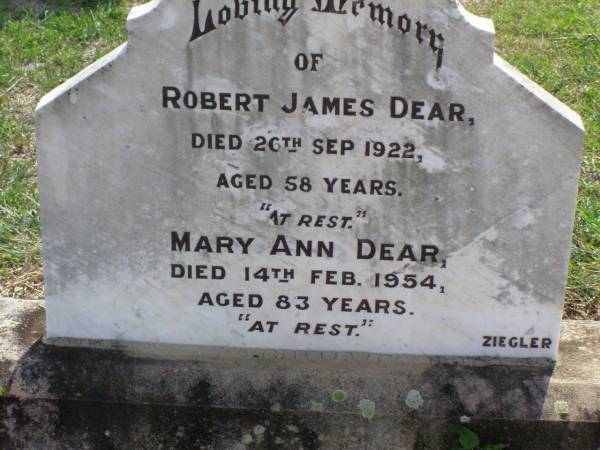 Loving Memory
OF
ROBERT JAMES DEAR,
DIED 26TH SEP 1922,
AGED 58 YEARS.
"AT REST."
MARY ANN DEAR,
DIED 14TH FEB. 1954,
AGED 83 YEARS.
"AT REST."
ZIEGLER